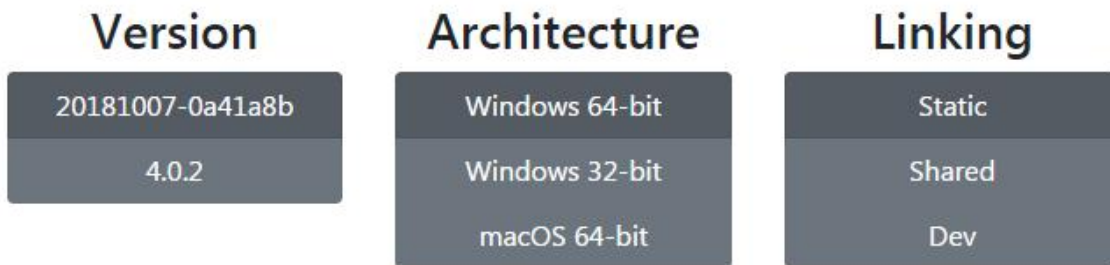 Version
20181007-0a41a8b
4.0.2
Architecture
Windows 64-bit
Windows 32-bit
macOS 64-bit
Linking
Static
Shared
Dev